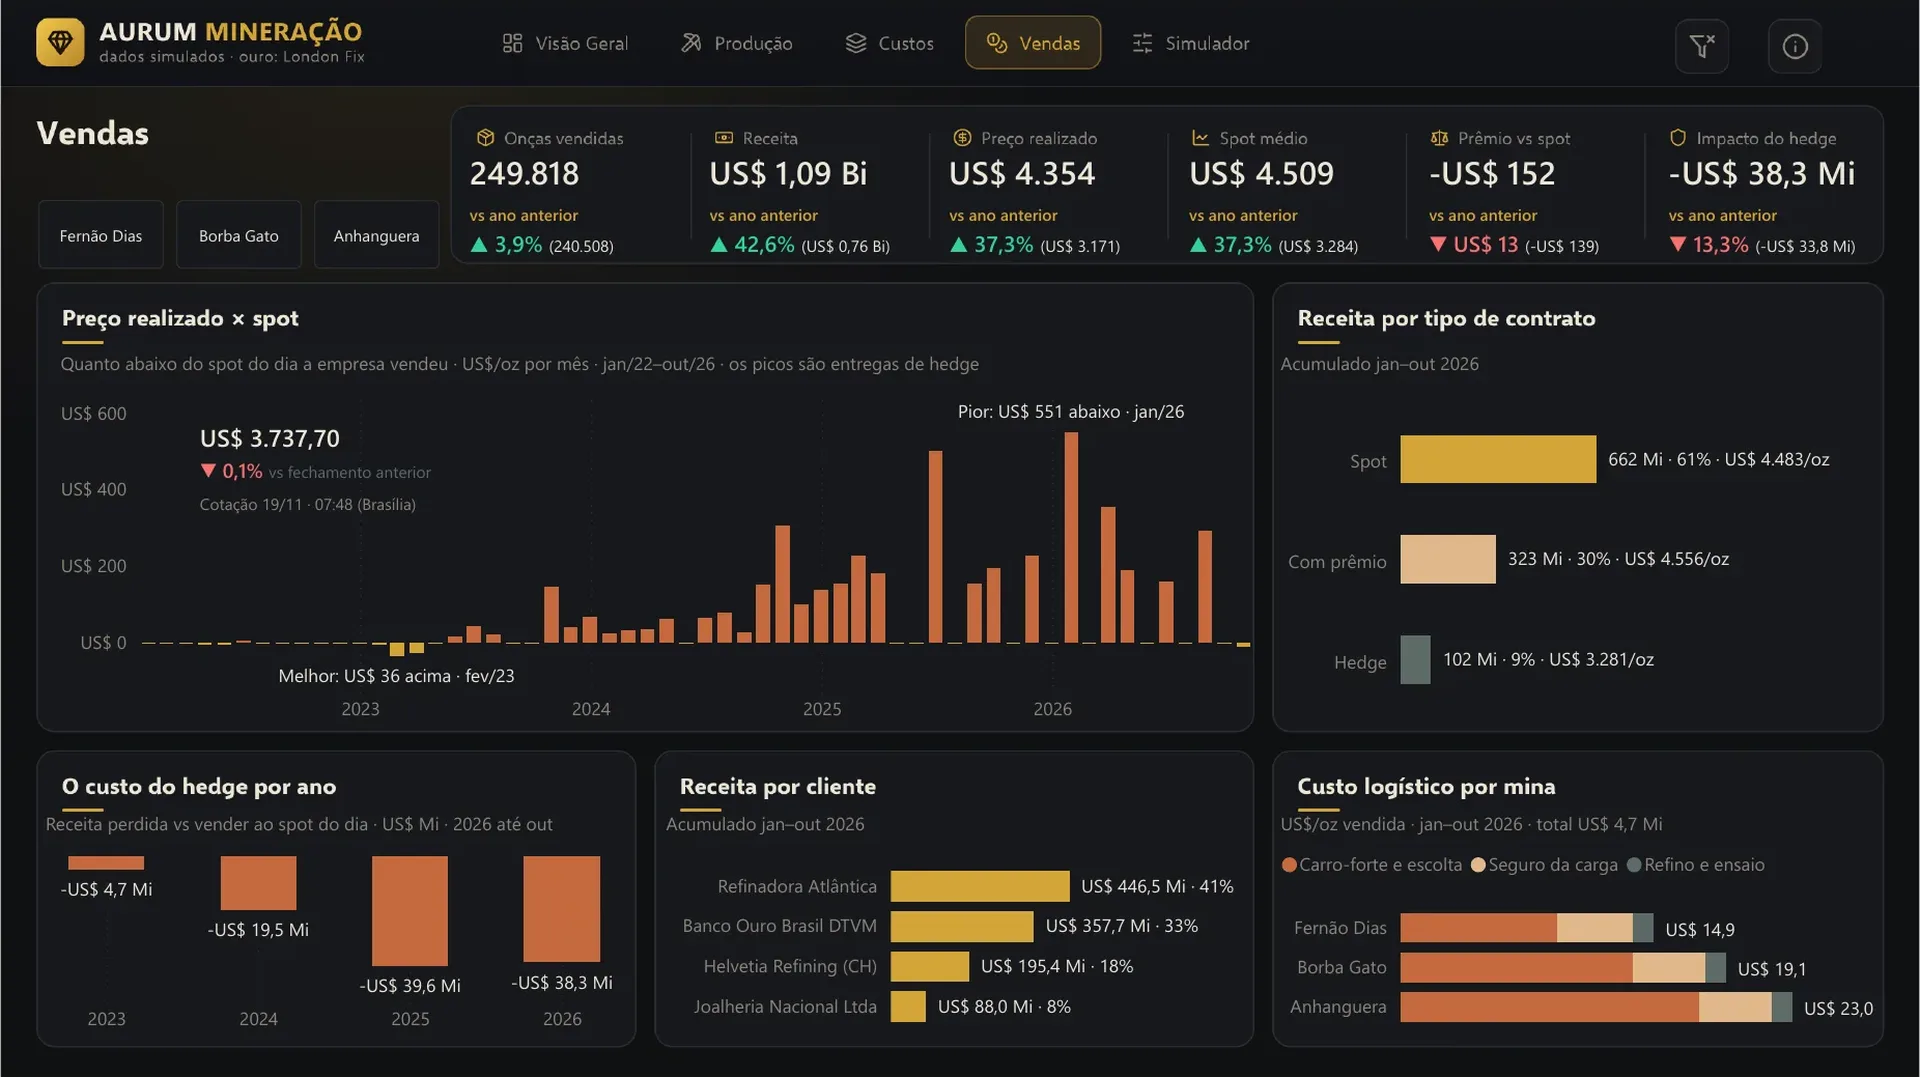 AURUM MINERAÇÃO
dados simulados · ouro: London Fix
Visão Geral
Produção
Custos
Vendas
Simulador
Vendas
Fernão Dias
Borba Gato
Anhanguera
Onças vendidas
249.818
vs ano anterior
▲ 3,9% (240.508)
Receita
US$ 1,09 Bi
vs ano anterior
▲ 42,6% (US$ 0,76 Bi)
Preço realizado
US$ 4.354
vs ano anterior
▲ 37,3% (US$ 3.171)
Spot médio
US$ 4.509
vs ano anterior
▲ 37,3% (US$ 3.284)
Prêmio vs spot
-US$ 152
vs ano anterior
▼ US$ 13 (-US$ 139)
Impacto do hedge
-US$ 38,3 Mi
vs ano anterior
▼ 13,3% (-US$ 33,8 Mi)
Preço realizado × spot
Quanto abaixo do spot do dia a empresa vendeu · US$/oz por mês · jan/22–out/26 · os picos são entregas de hedge
US$ 600
US$ 400
US$ 200
US$ 0
US$ 3.737,70
▼ 0,1% vs fechamento anterior
Cotação 19/11 · 07:48 (Brasília)
Pior: US$ 551 abaixo · jan/26
Melhor: US$ 36 acima · fev/23
2023
2024
2025
2026
Receita por tipo de contrato
Acumulado jan–out 2026
Spot
662 Mi · 61% · US$ 4.483/oz
Com prêmio
323 Mi · 30% · US$ 4.556/oz
Hedge
102 Mi · 9% · US$ 3.281/oz
O custo do hedge por ano
Receita perdida vs vender ao spot do dia · US$ Mi · 2026 até out
-US$ 4,7 Mi
-US$ 19,5 Mi
-US$ 39,6 Mi
-US$ 38,3 Mi
2023
2024
2025
2026
Receita por cliente
Acumulado jan–out 2026
Refinadora Atlântica
US$ 446,5 Mi · 41%
Banco Ouro Brasil DTVM
US$ 357,7 Mi · 33%
Helvetia Refining (CH)
US$ 195,4 Mi · 18%
Joalheria Nacional Ltda
US$ 88,0 Mi · 8%
Custo logístico por mina
US$/oz vendida · jan–out 2026 · total US$ 4,7 Mi
Carro-forte e escolta
Seguro da carga
Refino e ensaio
Fernão Dias
US$ 14,9
Borba Gato
US$ 19,1
Anhanguera
US$ 23,0